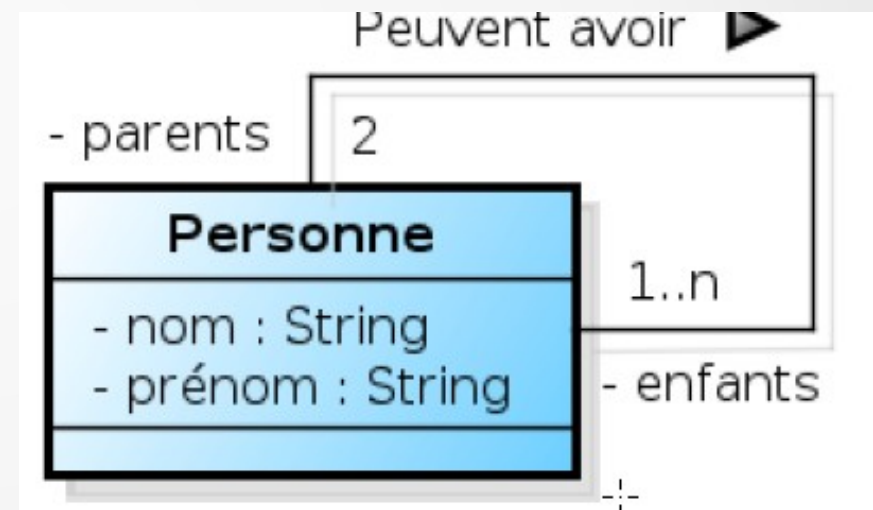 Peuvent avoir
- parents
2
Personne
1..n
- nom : String
- prénom : String
- enfants